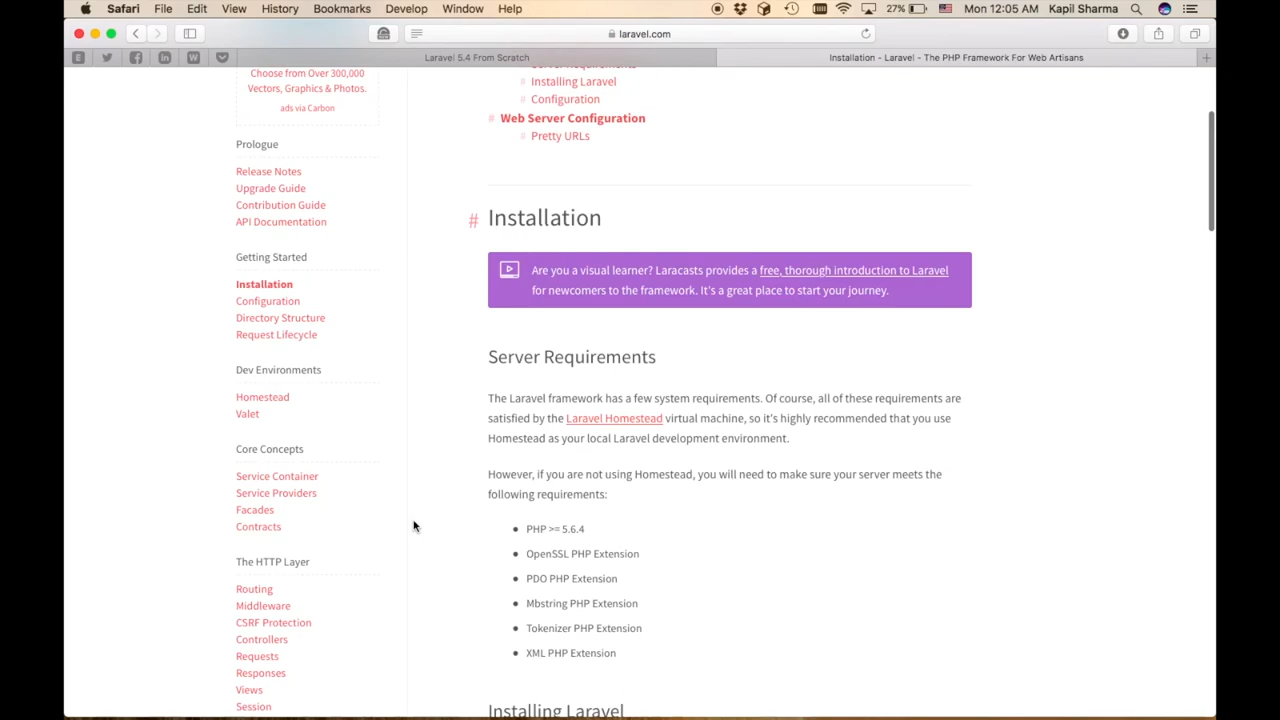 Safari File Edit View History Bookmarks Develop Window Help 27% Mon 12:05 AM Kapil Sharma
laravel.com
Laravel 5.4 From Scratch
Installation - Laravel - The PHP Framework For Web Artisans
Choose from Over 300,000
Vectors, Graphics & Photos.
ads via Carbon
Prologue
Release Notes
Upgrade Guide
Contribution Guide
API Documentation
Getting Started
Installation
Configuration
Directory Structure
Request Lifecycle
Dev Environments
Homestead
Valet
Core Concepts
Service Container
Service Providers
Facades
Contracts
The HTTP Layer
Routing
Middleware
CSRF Protection
Controllers
Requests
Responses
Views
Session
# Server Requirements
# Installing Laravel
# Configuration
# Web Server Configuration
# Pretty URLs
# Installation
Are you a visual learner? Laracasts provides a free, thorough introduction to Laravel
for newcomers to the framework. It's a great place to start your journey.
Server Requirements
The Laravel framework has a few system requirements. Of course, all of these requirements are
satisfied by the Laravel Homestead virtual machine, so it's highly recommended that you use
Homestead as your local Laravel development environment.
However, if you are not using Homestead, you will need to make sure your server meets the
following requirements:
• PHP >= 5.6.4
• OpenSSL PHP Extension
• PDO PHP Extension
• Mbstring PHP Extension
• Tokenizer PHP Extension
• XML PHP Extension
Installing Laravel